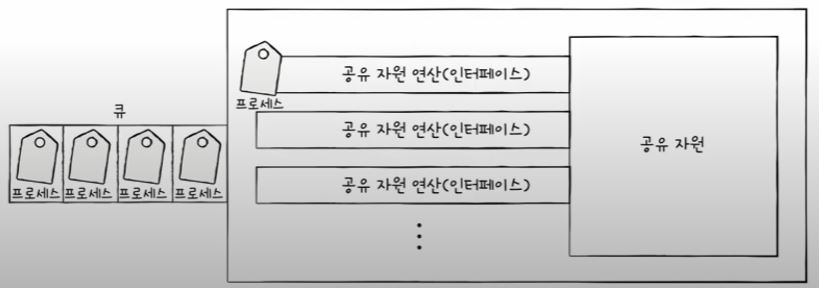 프로세스
공유 자원 연산(인터페이스)
큐
공유 자원 연산(인터페이스)
공유 자원
프로세스 프로세스 프로세스 프로세스
공유 자원 연산(인터페이스)